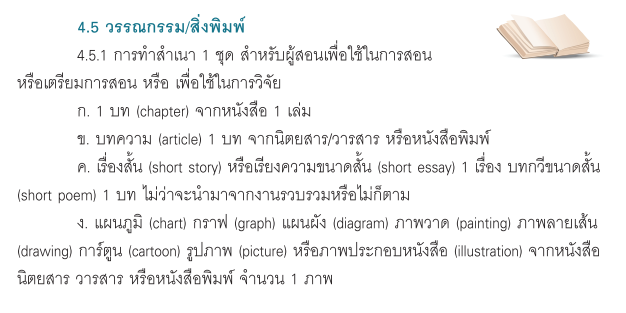 4.5 วรรณกรรม/สิ่งพิมพ์
4.5.1 การทำสำเนา 1 ชุด สำหรับผู้สอนเพื่อใช้ในการสอน
หรือเตรียมการสอน หรือ เพื่อใช้ในการวิจัย
ก. 1 บท (chapter) จากหนังสือ 1 เล่ม
ข. บทความ (article) 1 บท จากนิตยสาร/วารสาร หรือหนังสือพิมพ์
ค. เรื่องสั้น (short story) หรือเรียงความขนาดสั้น (short essay) 1 เรื่อง บทกวีขนาดสั้น
(short poem) 1 บท ไม่ว่าจะนำมาจากงานรวบรวมหรือไม่ก็ตาม
ง. แผนภูมิ (chart) กราฟ (graph) แผนผัง (diagram) ภาพวาด (painting) ภาพลายเส้น
(drawing) การ์ตูน (cartoon) รูปภาพ (picture) หรือภาพประกอบหนังสือ (illustration) จากหนังสือ
นิตยสาร วารสาร หรือหนังสือพิมพ์ จำนวน 1 ภาพ